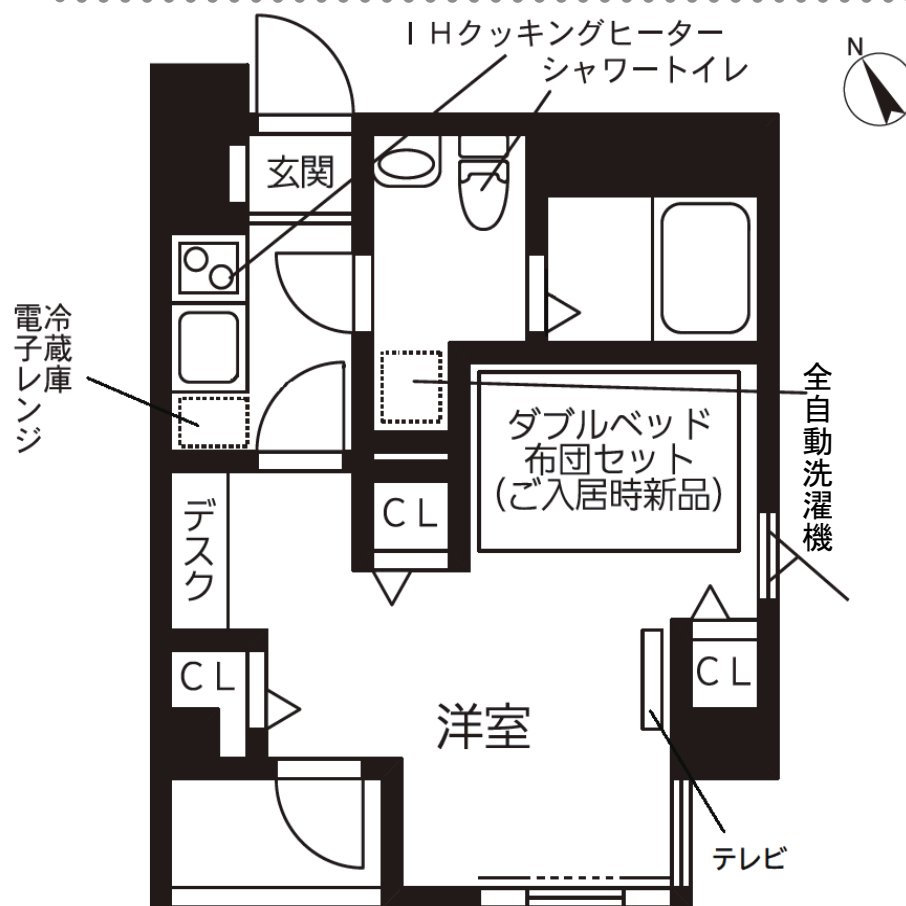 IHクッキングヒーター
シャワートイレ
N
玄関
冷蔵庫
電子レンジ
全自動洗濯機
ダブルベッド
布団セット
(ご入居時新品)
デスク
CL
CL
CL
洋室
テレビ